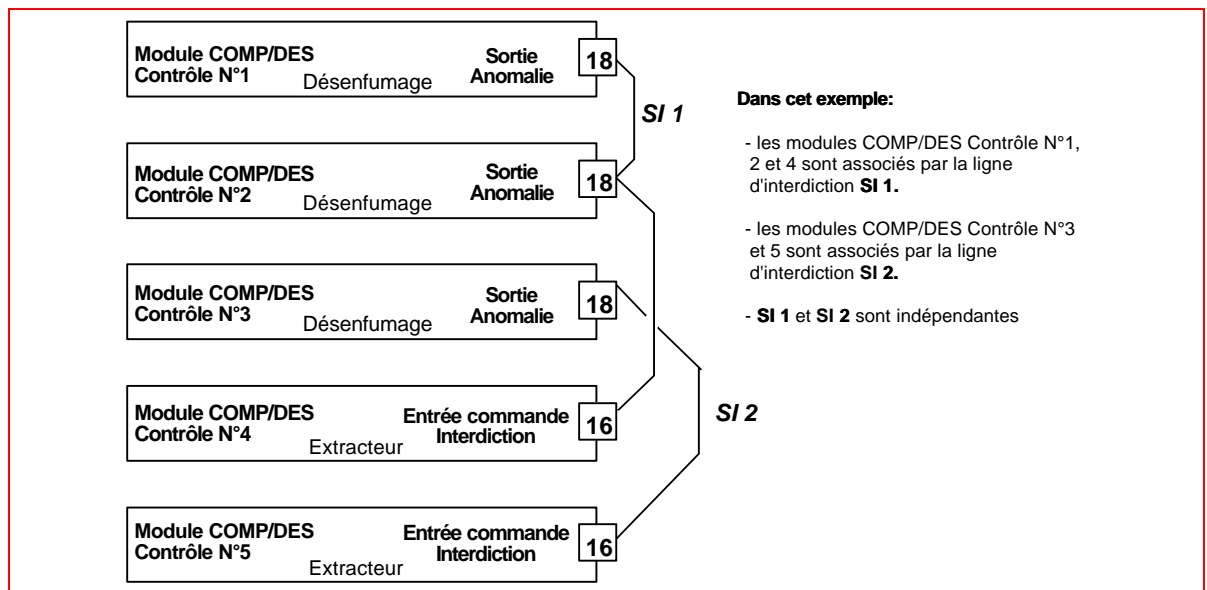 Module COMP/DES
Contrôle N°1
Désenfumage
Sortie
Anomalie
18
SI 1
Module COMP/DES
Contrôle N°2
Désenfumage
Sortie
Anomalie
18
Module COMP/DES
Contrôle N°3
Désenfumage
Sortie
Anomalie
18
Module COMP/DES
Contrôle N°4
Extracteur
Entrée commande
Interdiction
16
SI 2
Module COMP/DES
Contrôle N°5
Extracteur
Entrée commande
Interdiction
16
Dans cet exemple:
- les modules COMP/DES Contrôle N°1,
2 et 4 sont associés par la ligne
d'interdiction SI 1.
- les modules COMP/DES Contrôle N°3
et 5 sont associés par la ligne
d'interdiction SI 2.
- SI 1 et SI 2 sont indépendantes